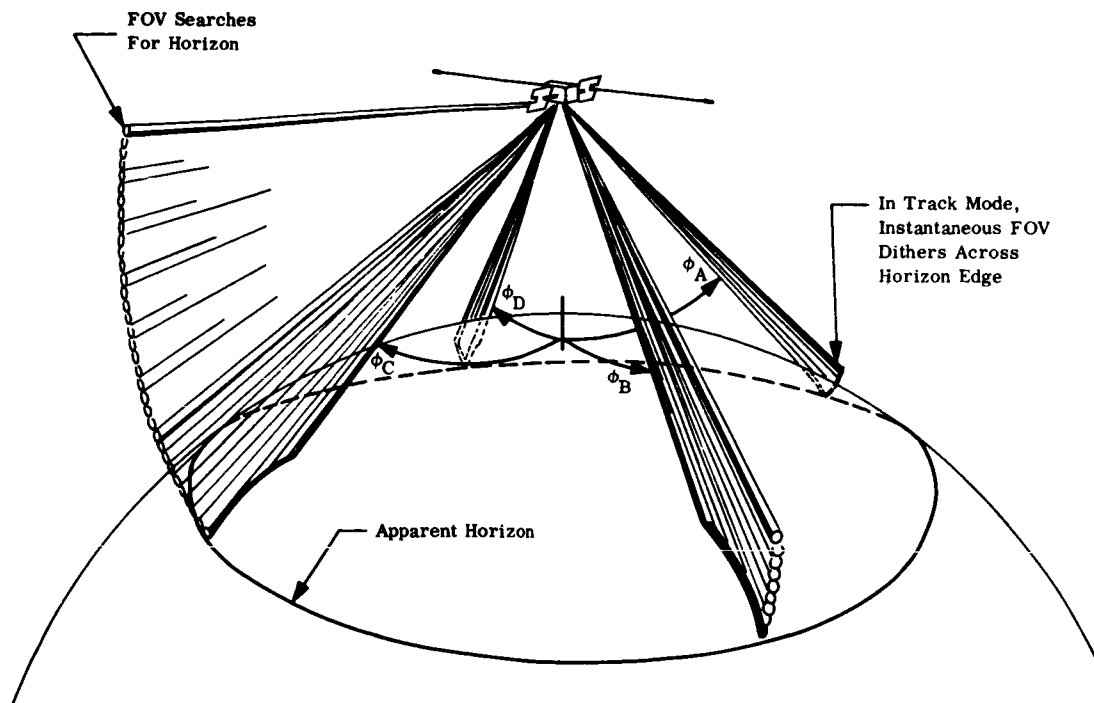 FOV Searches
For Horizon
In Track Mode,
Instantaneous FOV
Dithers Across
Horizon Edge
ϕA
ϕD
ϕC
ϕB
Apparent Horizon